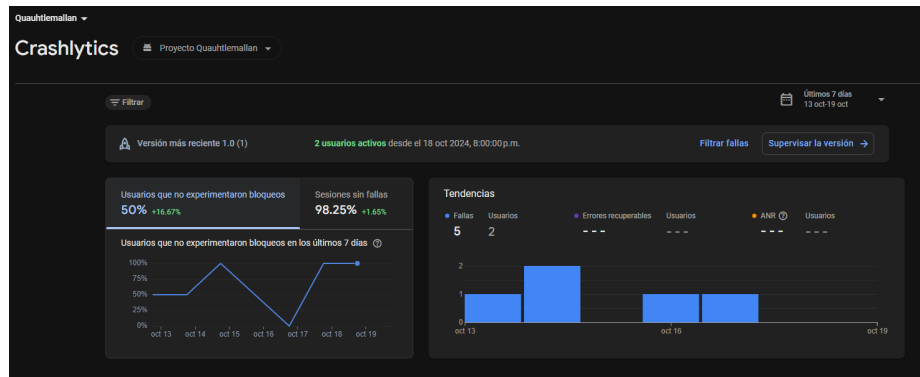 Quauhtlemallan
Crashlytics
Proyecto Quauhtlemallan
Filtrar
Últimos 7 días
13 oct-19 oct
Versión más reciente 1.0 (1)
2 usuarios activos desde el 18 oct 2024, 8:00:00 p.m.
Filtrar fallas
Supervisar la versión →
Usuarios que no experimentaron bloqueos
50% +16.67%
Sesiones sin fallas
98.25% +1.65%
Usuarios que no experimentaron bloqueos en los últimos 7 días
100%
75%
50%
25%
0%
oct 13 oct 14 oct 15 oct 16 oct 17 oct 18 oct 19
Tendencias
Fallas Usuarios
5 2
Errores recuperables Usuarios
--- ---
ANR Usuarios
--- ---
2
1
0
oct 13 oct 16 oct 19